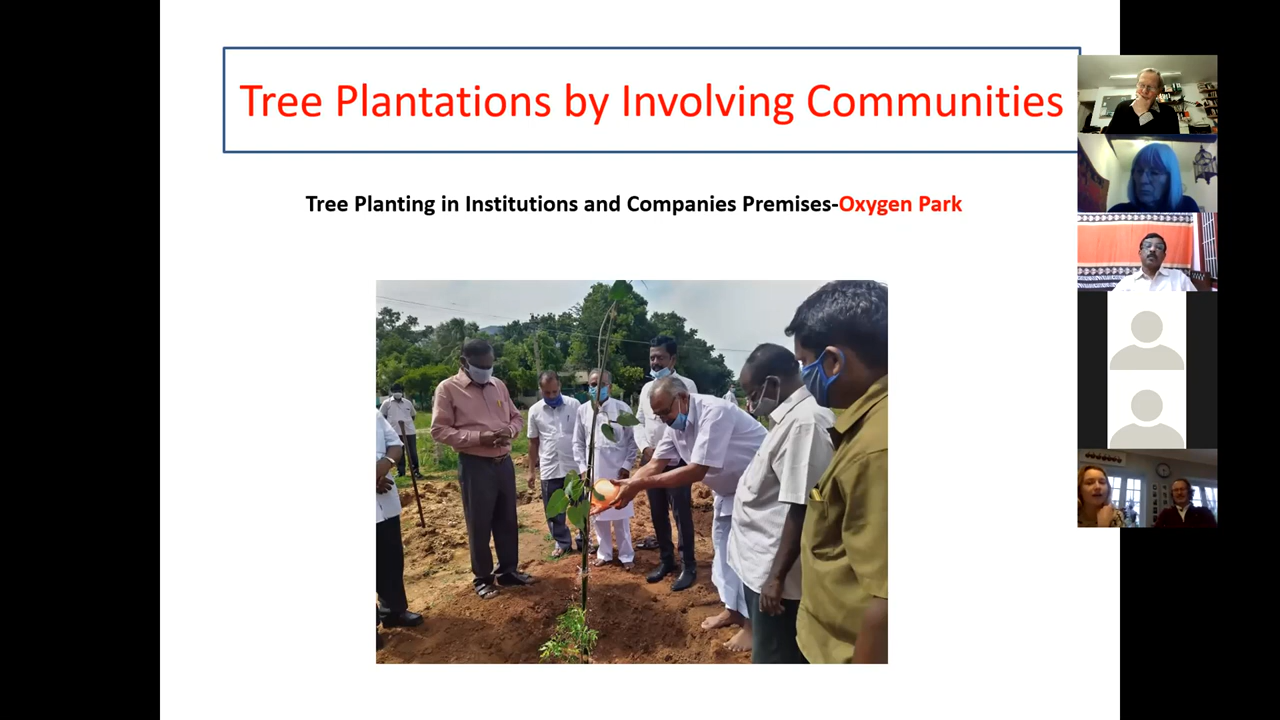 Tree Plantations by Involving Communities
Tree Planting in Institutions and Companies Premises-Oxygen Park